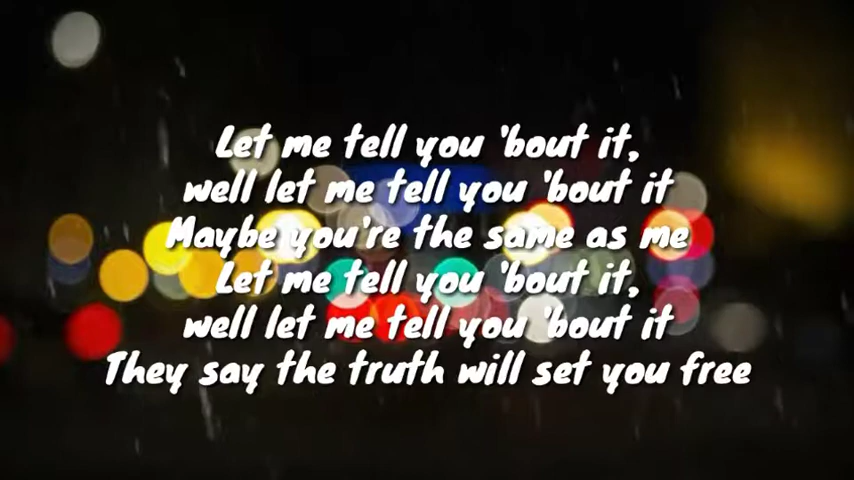 Let me tell you 'bout it,
well let me tell you 'bout it
Maybe you're the same as me
Let me tell you 'bout it,
well let me tell you 'bout it
They say the truth will set you free